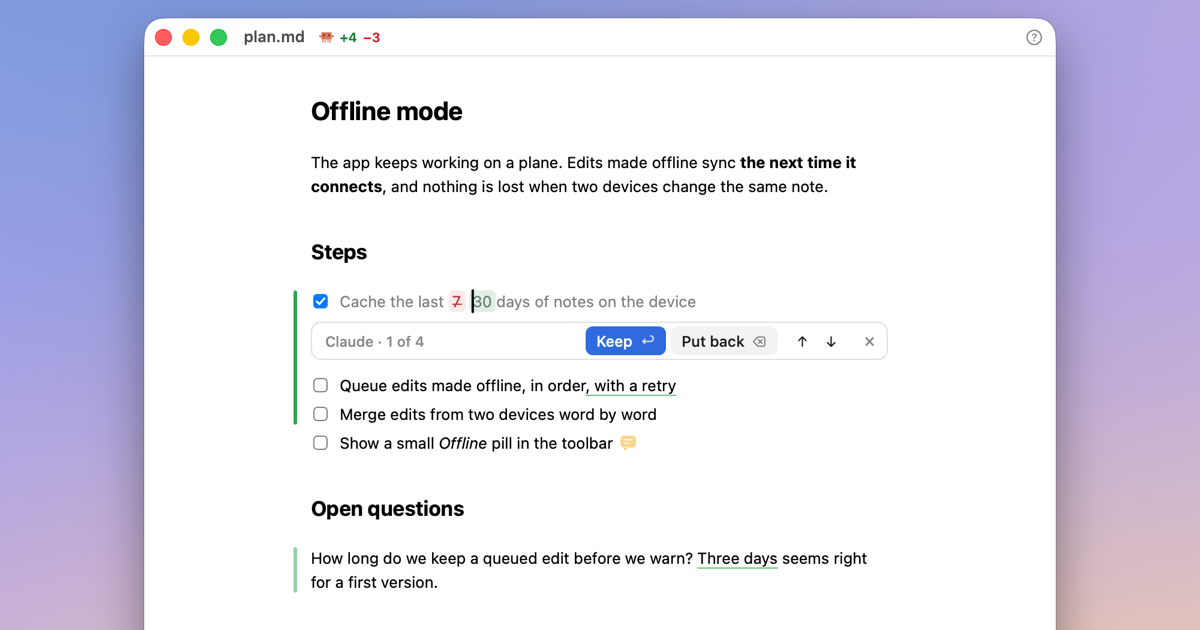 plan.md +4 −3
Offline mode
The app keeps working on a plane. Edits made offline sync the next time it
connects, and nothing is lost when two devices change the same note.
Steps
Cache the last 7 30 days of notes on the device
Claude · 1 of 4 Keep Put back
Queue edits made offline, in order, with a retry
Merge edits from two devices word by word
Show a small Offline pill in the toolbar
Open questions
How long do we keep a queued edit before we warn? Three days seems right
for a first version.